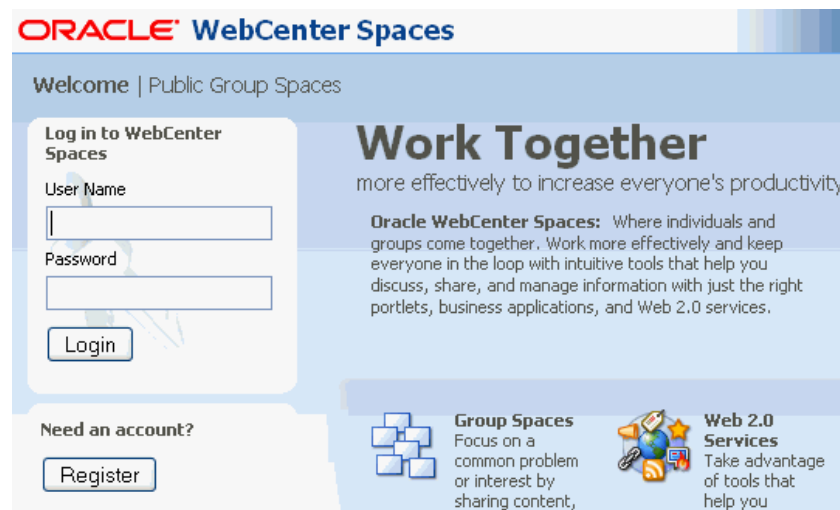 ORACLE WebCenter Spaces
Welcome | Public Group Spaces
Log in to WebCenter
Spaces
User Name
Password
Login
Need an account?
Register
Work Together
more effectively to increase everyone's productivity
Oracle WebCenter Spaces: Where individuals and
groups come together. Work more effectively and keep
everyone in the loop with intuitive tools that help you
discuss, share, and manage information with just the right
portlets, business applications, and Web 2.0 services.
Group Spaces
Focus on a
common problem
or interest by
sharing content,
Web 2.0
Services
Take advantage
of tools that
help you